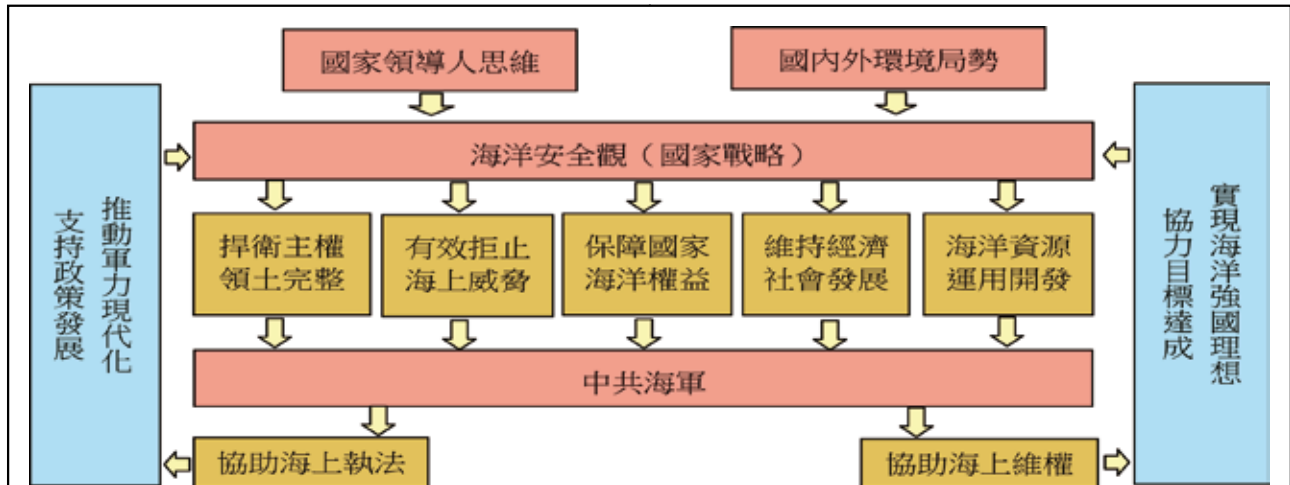 國家領導人思維
國內外環境局勢
海洋安全觀（國家戰略）
推動軍力現代化
支持政策發展
捍衛主權
領土完整
有效拒止
海上威脅
保障國家
海洋權益
維持經濟
社會發展
海洋資源
運用開發
實現海洋強國理想
協力目標達成
中共海軍
協助海上執法
協助海上維權